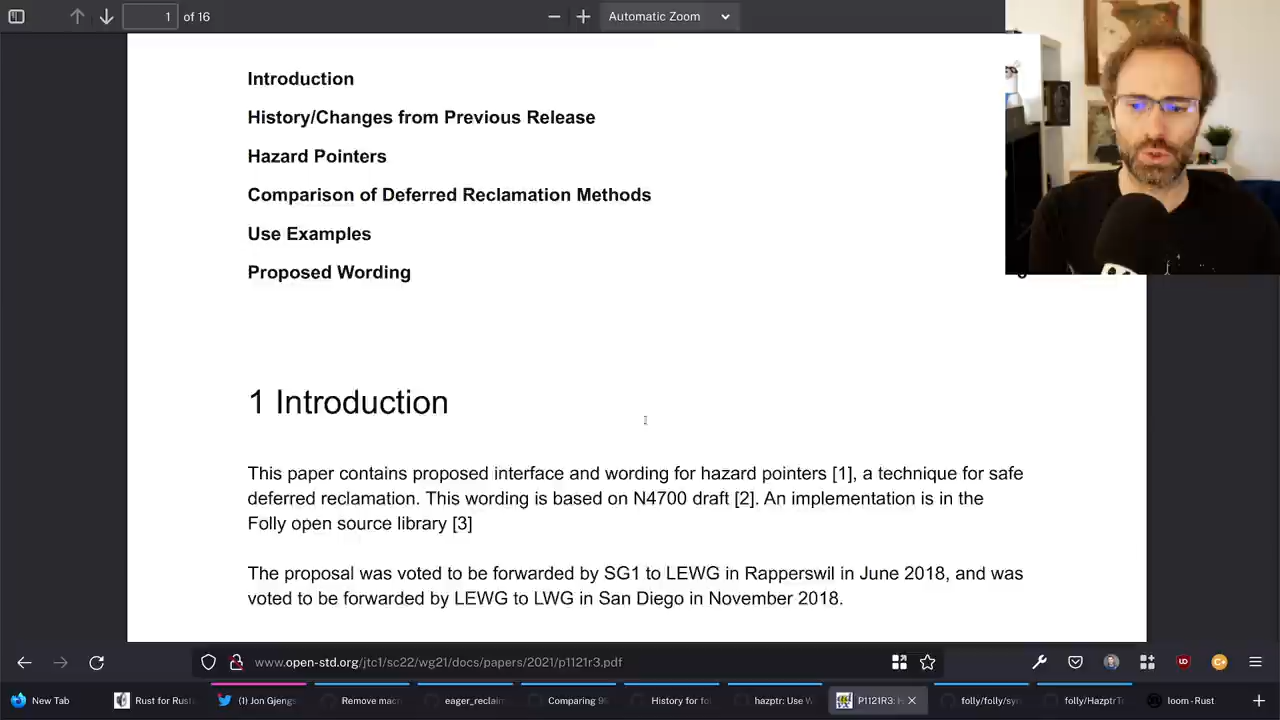 1 of 16
Automatic Zoom
Introduction
History/Changes from Previous Release
Hazard Pointers
Comparison of Deferred Reclamation Methods
Use Examples
Proposed Wording
1 Introduction
This paper contains proposed interface and wording for hazard pointers [1], a technique for safe
deferred reclamation. This wording is based on N4700 draft [2]. An implementation is in the
Folly open source library [3]
The proposal was voted to be forwarded by SG1 to LEWG in Rapperswil in June 2018, and was
voted to be forwarded by LEWG to LWG in San Diego in November 2018.
www.open-std.org/jtc1/sc22/wg21/docs/papers/2021/p1121r3.pdf
New Tab
Rust for Rust
(1) Jon Gjengs
Remove macr
eager_reclaim
Comparing 95
History for fol
hazptr: Use W
P1121R3: H
folly/folly/syn
folly/HazptrTr
loom - Rust